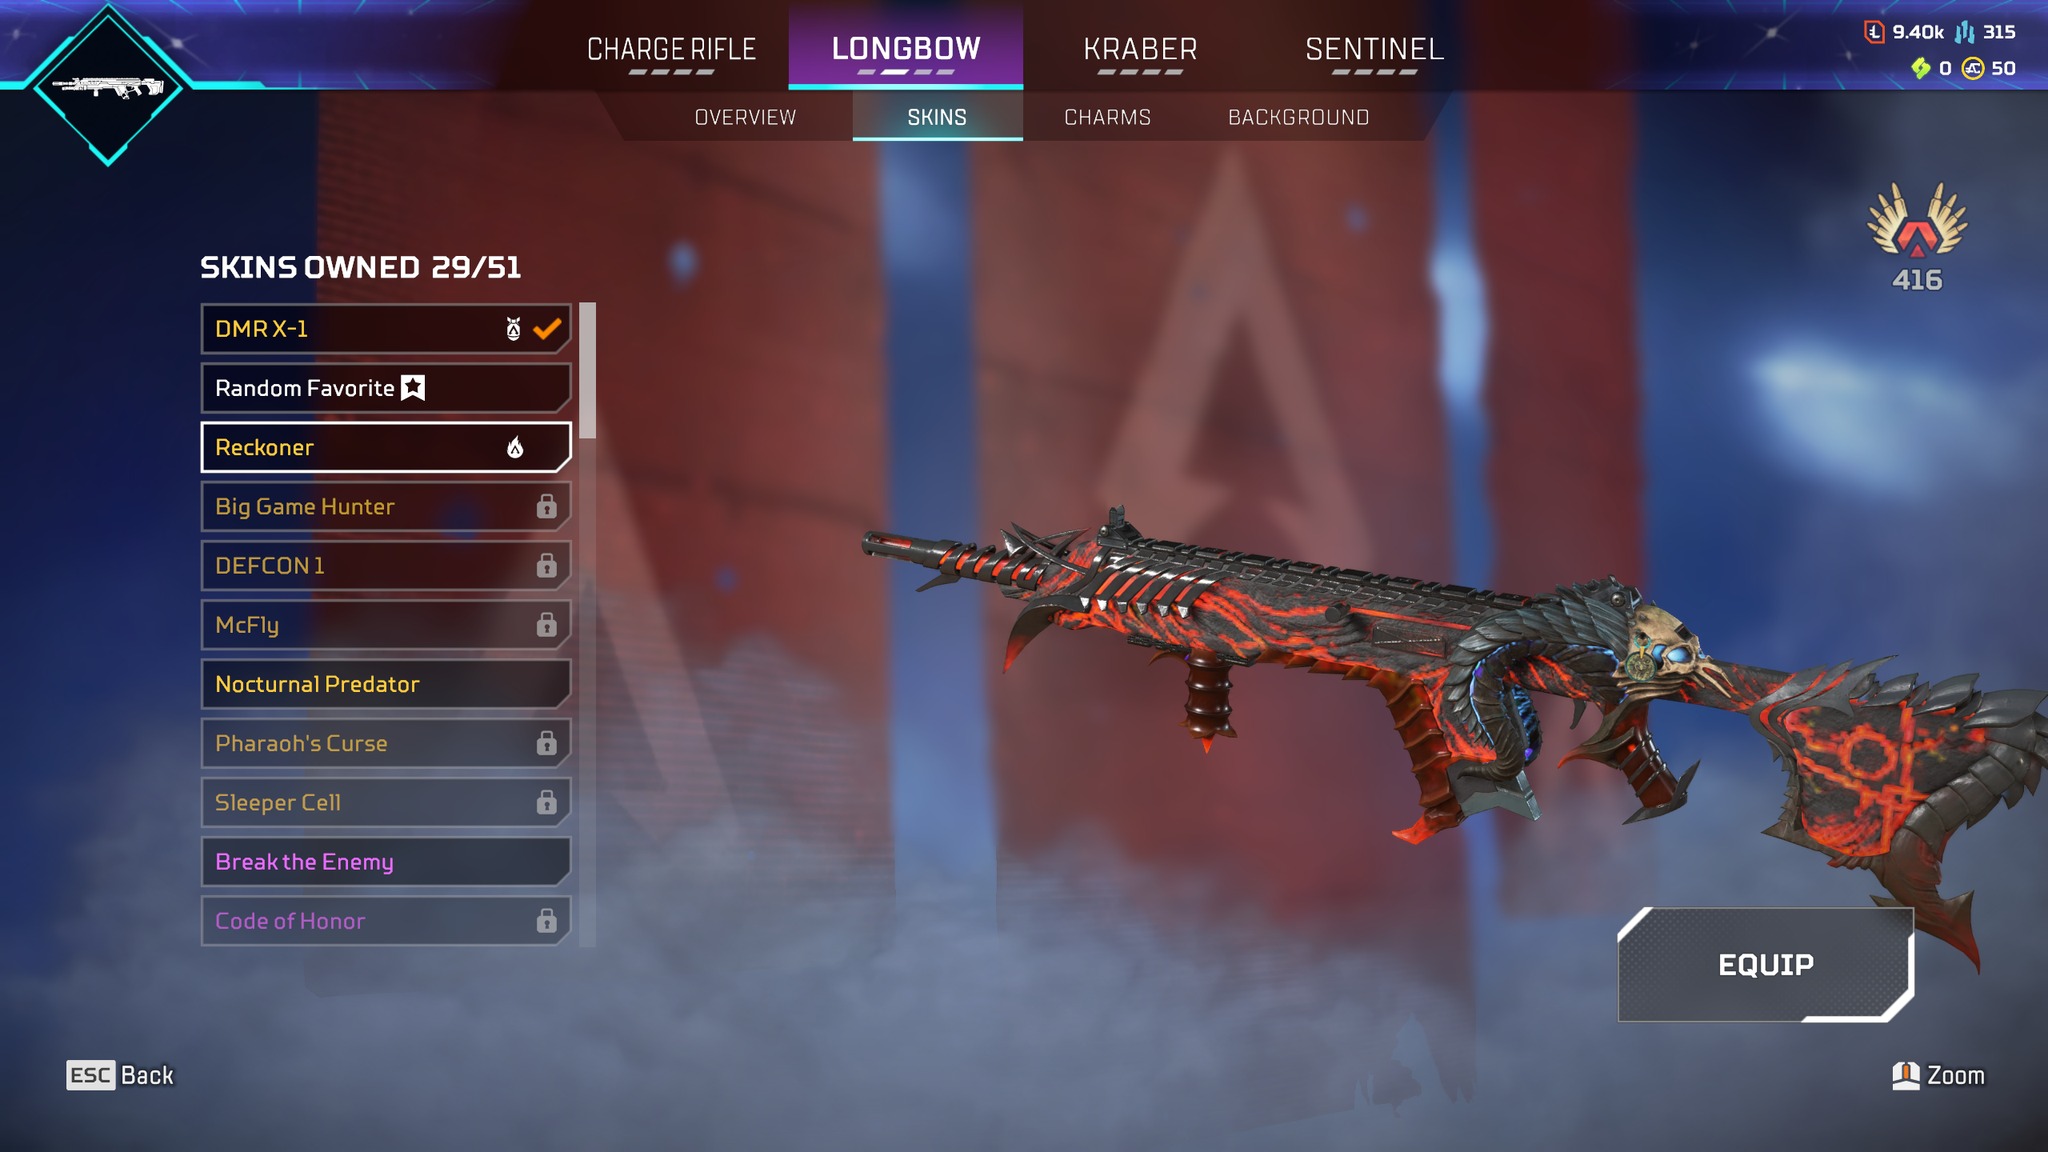 CHARGE RIFLE
LONGBOW
KRABER
SENTINEL
9.40k
315
0
50
OVERVIEW
SKINS
CHARMS
BACKGROUND
416
SKINS OWNED 29/51
DMR X-1
Random Favorite
Reckoner
Big Game Hunter
DEFCON 1
McFly
Nocturnal Predator
Pharaoh's Curse
Sleeper Cell
Break the Enemy
Code of Honor
EQUIP
ESC Back
Zoom